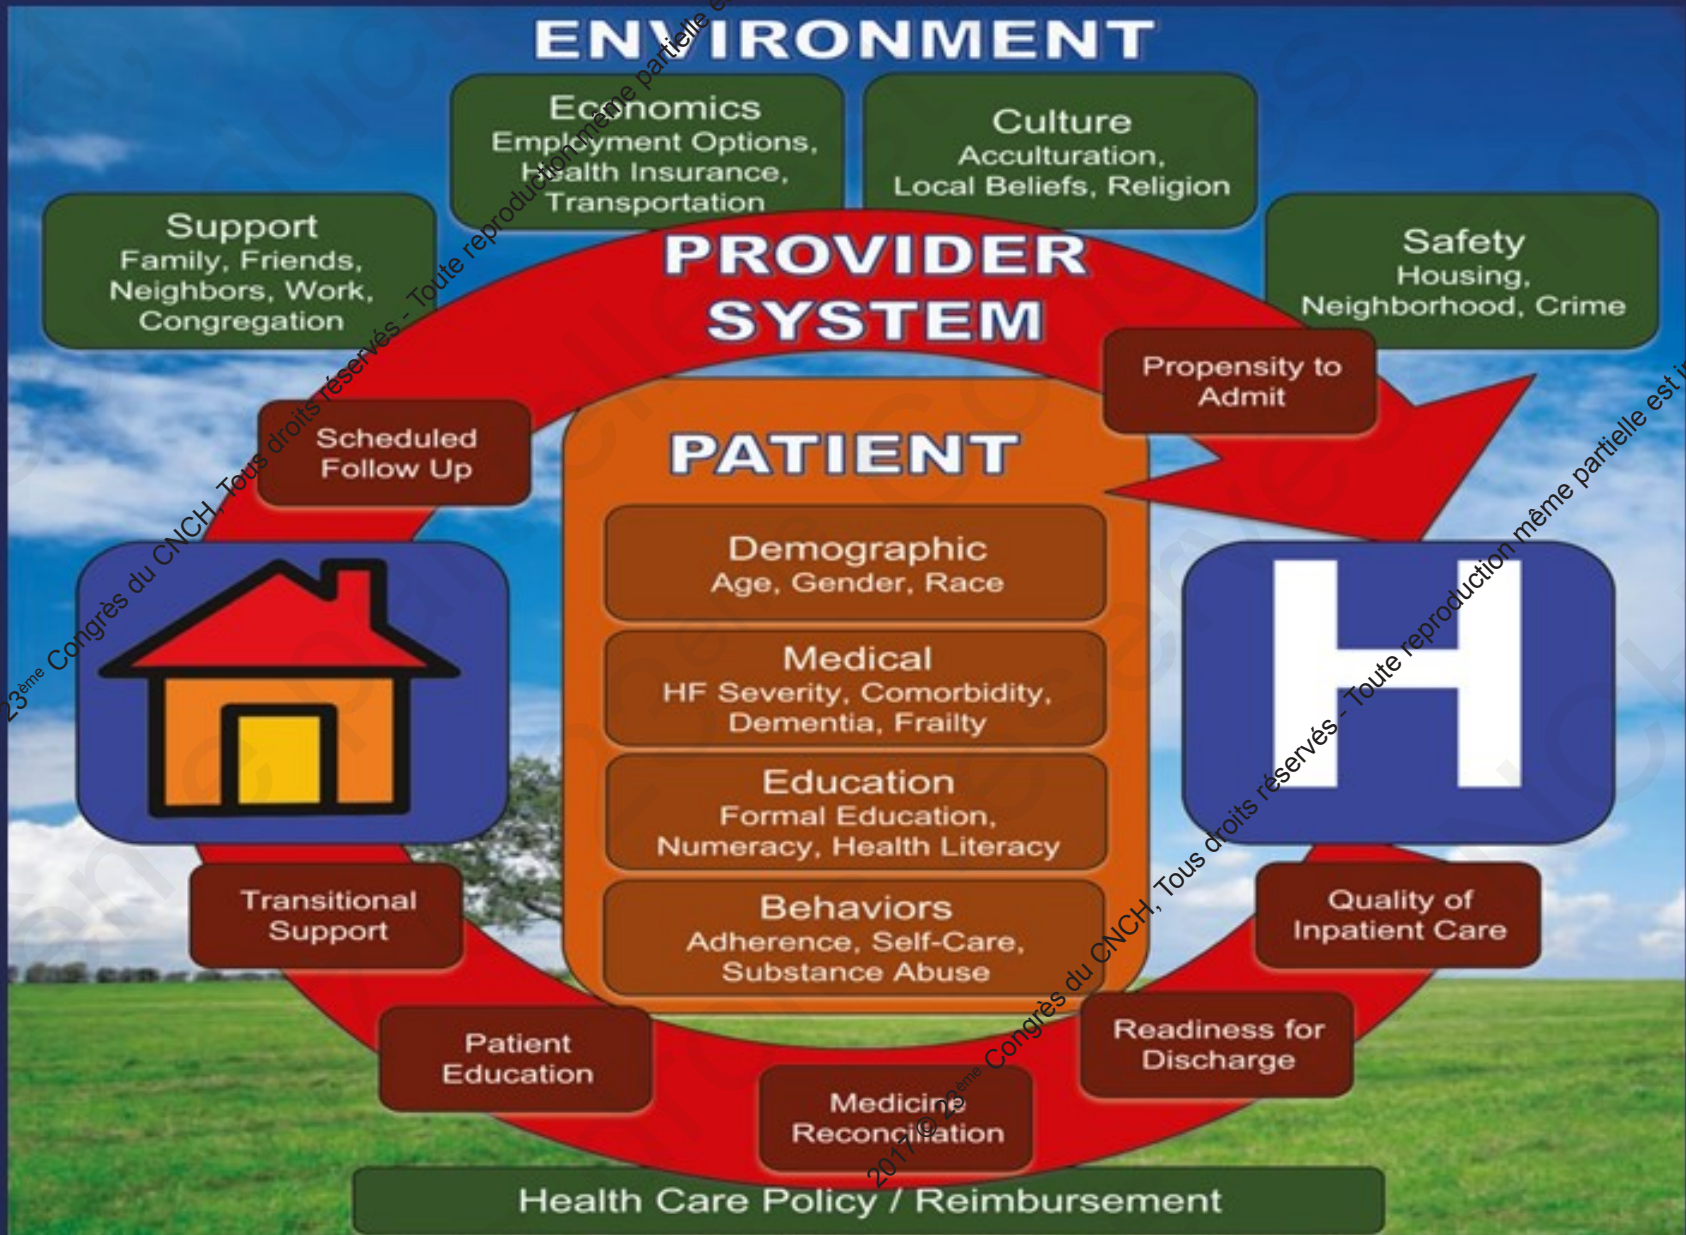 ENVIRONMENT
Economics
Employment Options,
Health Insurance,
Transportation
Culture
Acculturation,
Local Beliefs, Religion
Support
Family, Friends,
Neighbors, Work,
Congregation
Safety
Housing,
Neighborhood, Crime
PROVIDER
SYSTEM
Propensity to
Admit
Scheduled
Follow Up
PATIENT
Demographic
Age, Gender, Race
Medical
HF Severity, Comorbidity,
Dementia, Frailty
Education
Formal Education,
Numeracy, Health Literacy
Behaviors
Adherence, Self-Care,
Substance Abuse
H
Transitional
Support
Quality of
Inpatient Care
Patient
Education
Readiness for
Discharge
Medicine
Reconciliation
Health Care Policy / Reimbursement
23ème Congrès du CNCH, Tous droits réservés - Toute reproduction même partielle
2017 © 23ème Congrès du CNCH, Tous droits réservés - Toute reproduction même partielle est